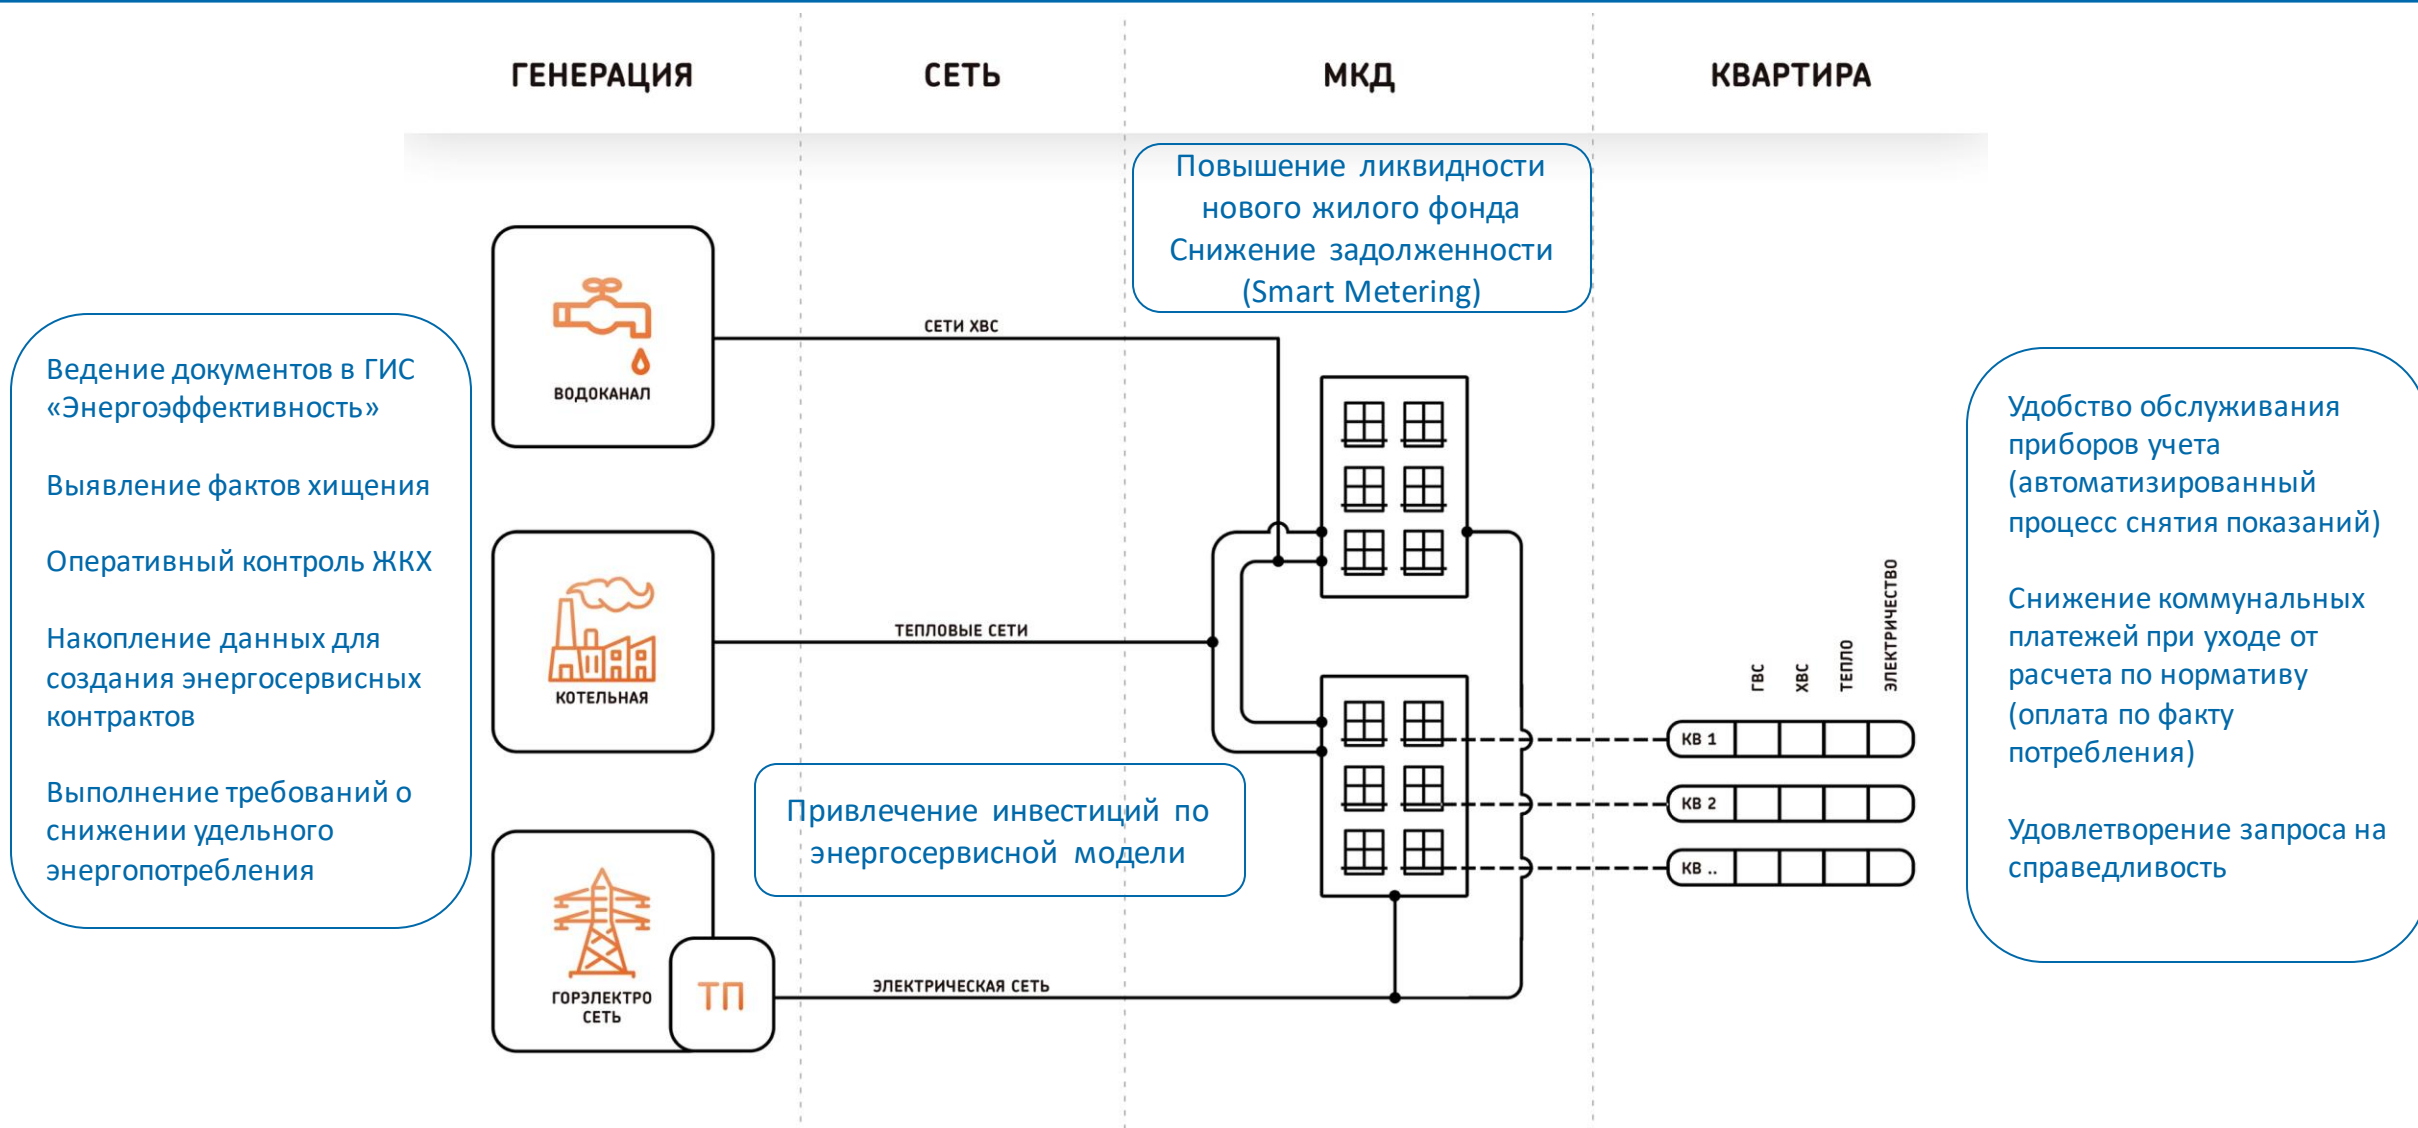 ГЕНЕРАЦИЯ
СЕТЬ
МКД
КВАРТИРА
Повышение ликвидности
нового жилого фонда
Снижение задолженности
(Smart Metering)
Ведение документов в ГИС
«Энергоэффективность»
Выявление фактов хищения
Оперативный контроль ЖКХ
Накопление данных для
создания энергосервисных
контрактов
Выполнение требований о
снижении удельного
энергопотребления
ВОДОКАНАЛ
СЕТИ ХВС
КОТЕЛЬНАЯ
ТЕПЛОВЫЕ СЕТИ
Привлечение инвестиций по
энергосервисной модели
ГОРЭЛЕКТРО
СЕТЬ
ТП
ЭЛЕКТРИЧЕСКАЯ СЕТЬ
ГВС
ХВС
ТЕПЛО
ЭЛЕКТРИЧЕСТВО
КВ 1
КВ 2
КВ ..
Удобство обслуживания
приборов учета
(автоматизированный
процесс снятия показаний)
Снижение коммунальных
платежей при уходе от
расчета по нормативу
(оплата по факту
потребления)
Удовлетворение запроса на
справедливость